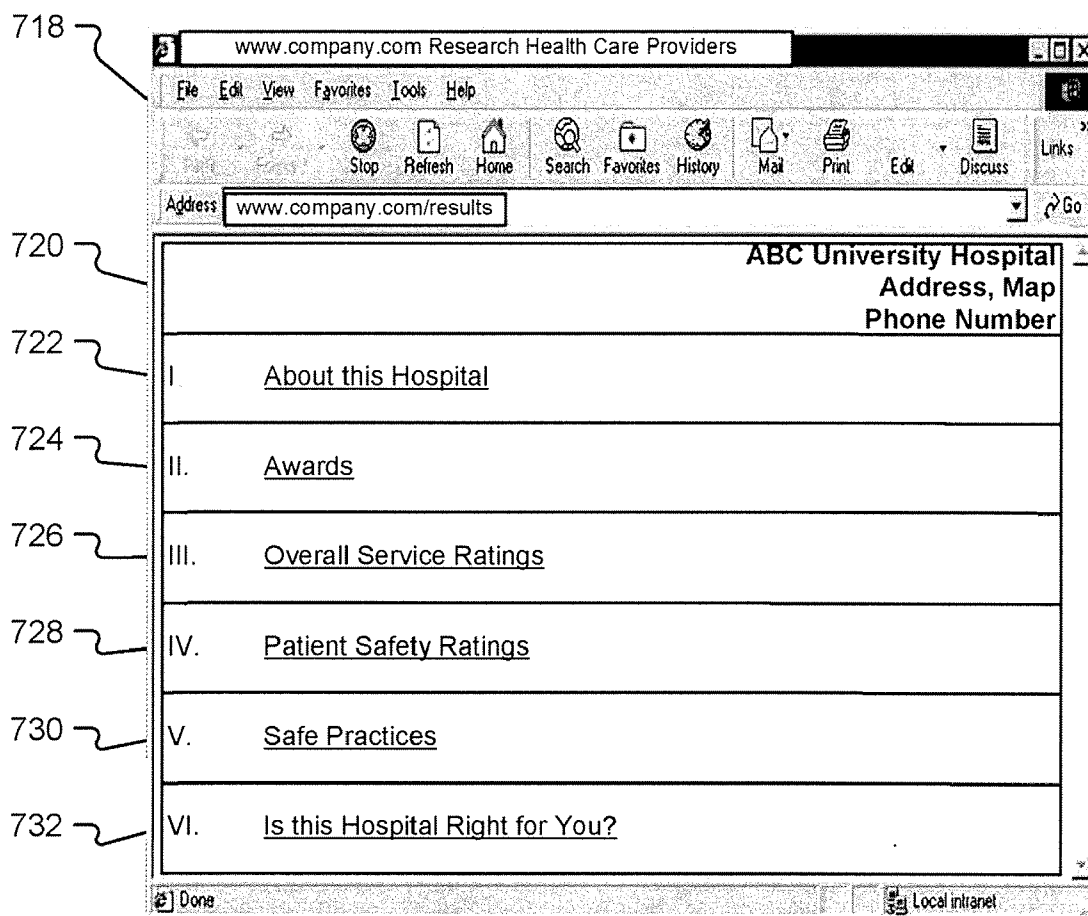 718
www.company.com Research Health Care Providers
File Edit View Favorites Tools Help
Stop Refresh Home Search Favorites History Mail Print Edit Discuss Links
Address www.company.com/results Go
720
ABC University Hospital
Address, Map
Phone Number
722
I About this Hospital
724
II. Awards
726
III. Overall Service Ratings
728
IV. Patient Safety Ratings
730
V. Safe Practices
732
VI. Is this Hospital Right for You?
Done Local intranet